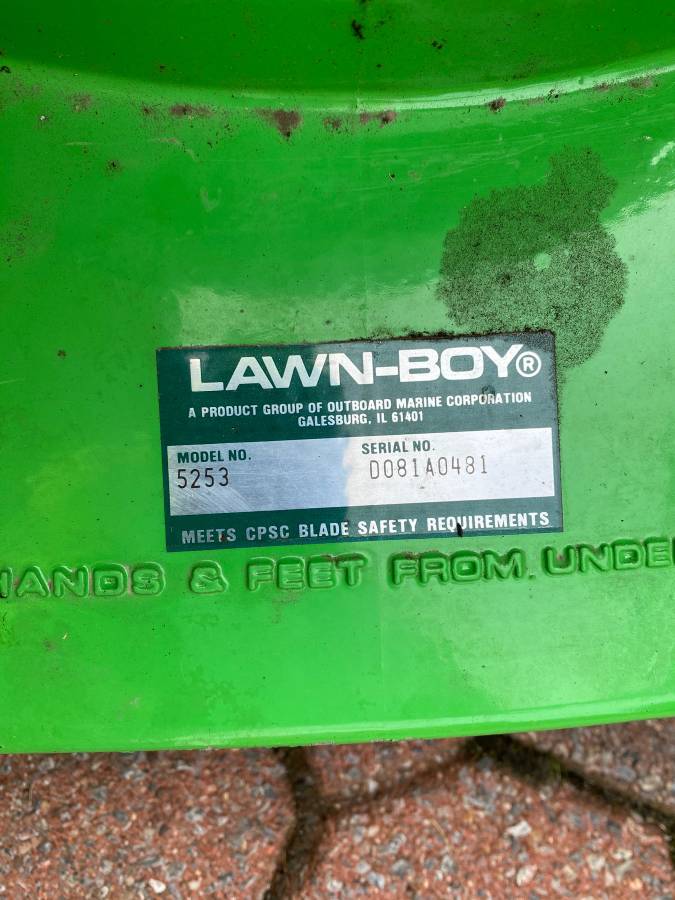 LAWN-BOY®
A PRODUCT GROUP OF OUTBOARD MARINE CORPORATION
GALESBURG, IL 61401
MODEL NO. SERIAL NO.
5253 D081A0481
MEETS CPSC BLADE SAFETY REQUIREMENTS
HANDS & FEET FROM UNDE